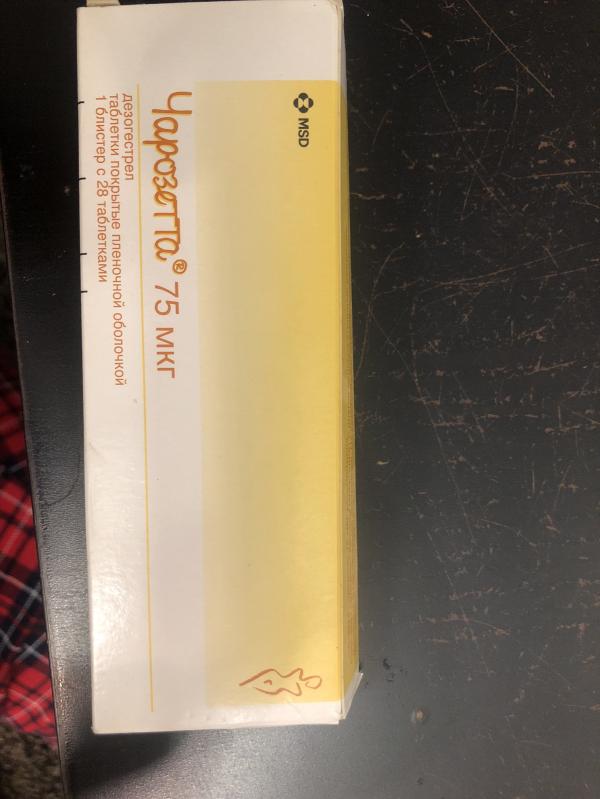 MSD
Чарозетта® 75 мкг
дезогестрел
таблетки покрытые пленочной оболочкой
1 блистер с 28 таблетками